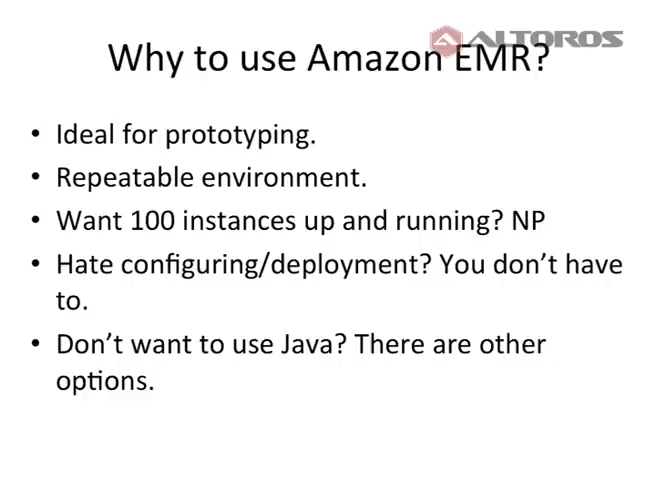 ALTOROS
Why to use Amazon EMR?
• Ideal for prototyping.
• Repeatable environment.
• Want 100 instances up and running? NP
• Hate configuring/deployment? You don’t have
to.
• Don’t want to use Java? There are other
options.